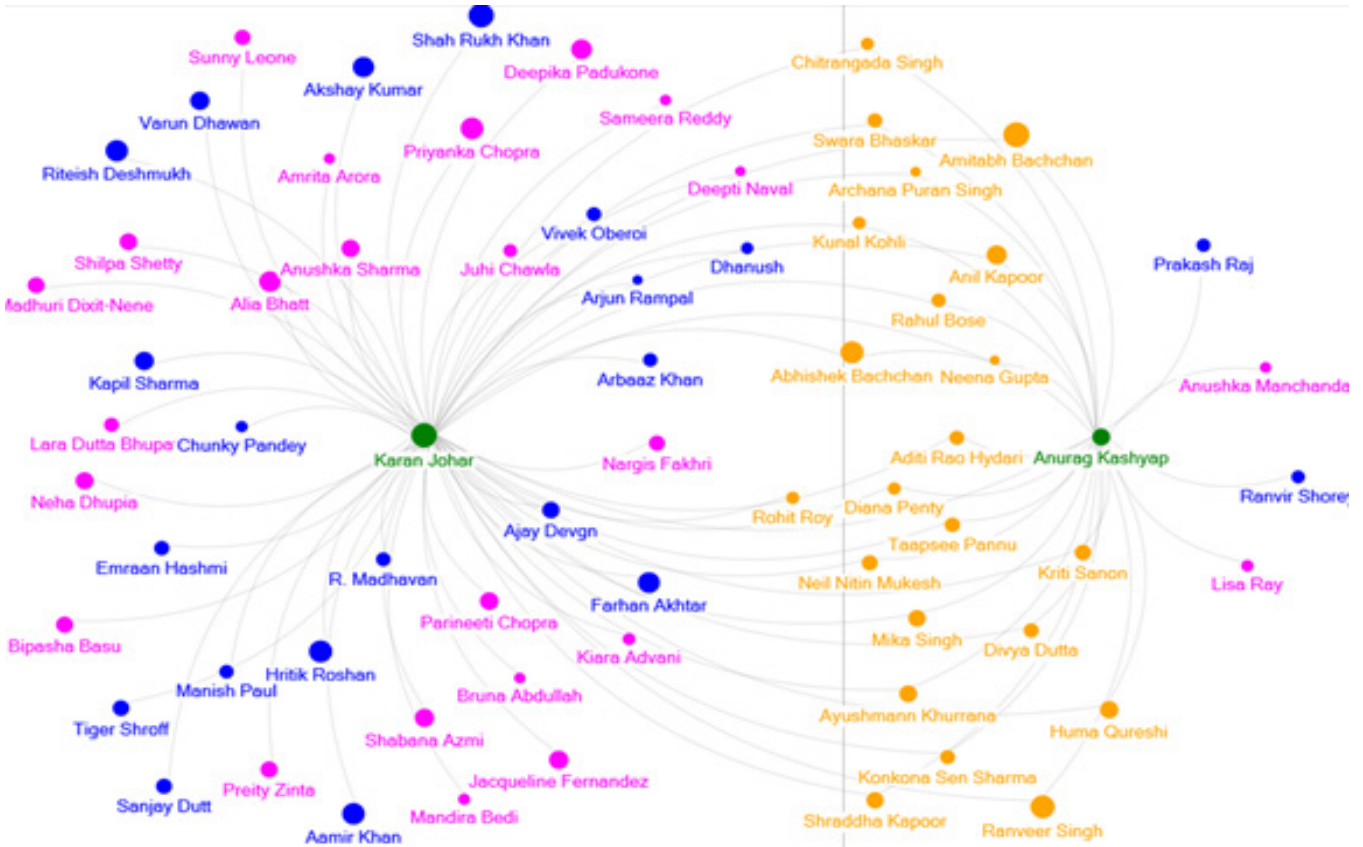 Shah Rukh Khan
Sunny Leone
Deepika Padukone
Chitrangada Singh
Akshay Kumar
Sameera Reddy
Varun Dhawan
Swara Bhaskar
Priyanka Chopra
Amitabh Bachchan
Riteish Deshmukh
Amrita Arora
Deepti Naval
Archana Puran Singh
Vivek Oberoi
Kunal Kohli
Shilpa Shetty
Anushka Sharma
Juhi Chawla
Dhanush
Prakash Raj
Anil Kapoor
Madhuri Dixit-Nene
Alia Bhatt
Arjun Rampal
Rahul Bose
Kapil Sharma
Arbaaz Khan
Abhishek Bachchan
Neena Gupta
Anushka Manchanda
Lara Dutta Bhupa
Chunky Pandey
Karan Johar
Nargis Fakhri
Aditi Rao Hydari
Anurag Kashyap
Neha Dhupia
Ranvir Shorey
Rohit Roy
Diana Penty
Ajay Devgn
Taapsee Pannu
Emraan Hashmi
R. Madhavan
Neil Nitin Mukesh
Kriti Sanon
Lisa Ray
Farhan Akhtar
Parineeti Chopra
Bipasha Basu
Mika Singh
Divya Dutta
Kiara Advani
Hritik Roshan
Manish Paul
Bruna Abdullah
Ayushmann Khurrana
Tiger Shroff
Huma Qureshi
Shabana Azmi
Konkona Sen Sharma
Jacqueline Fernandez
Preity Zinta
Sanjay Dutt
Mandira Bedi
Shraddha Kapoor
Ranveer Singh
Aamir Khan